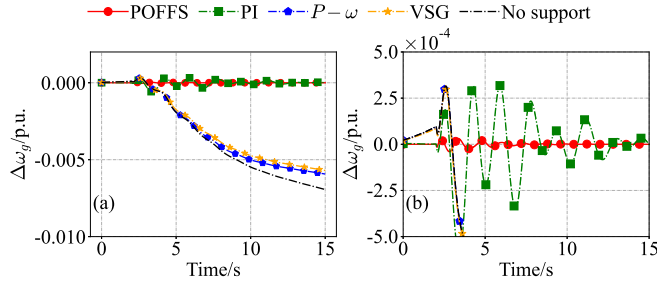 POFFS PI P − ω VSG No support
×10⁻⁴
Δω_g/p.u.
0.000
-0.005
-0.010
(a)
0 5 10 15
Time/s
Δω_g/p.u.
5.0
2.5
0
-2.5
-5.0
(b)
0 5 10 15
Time/s